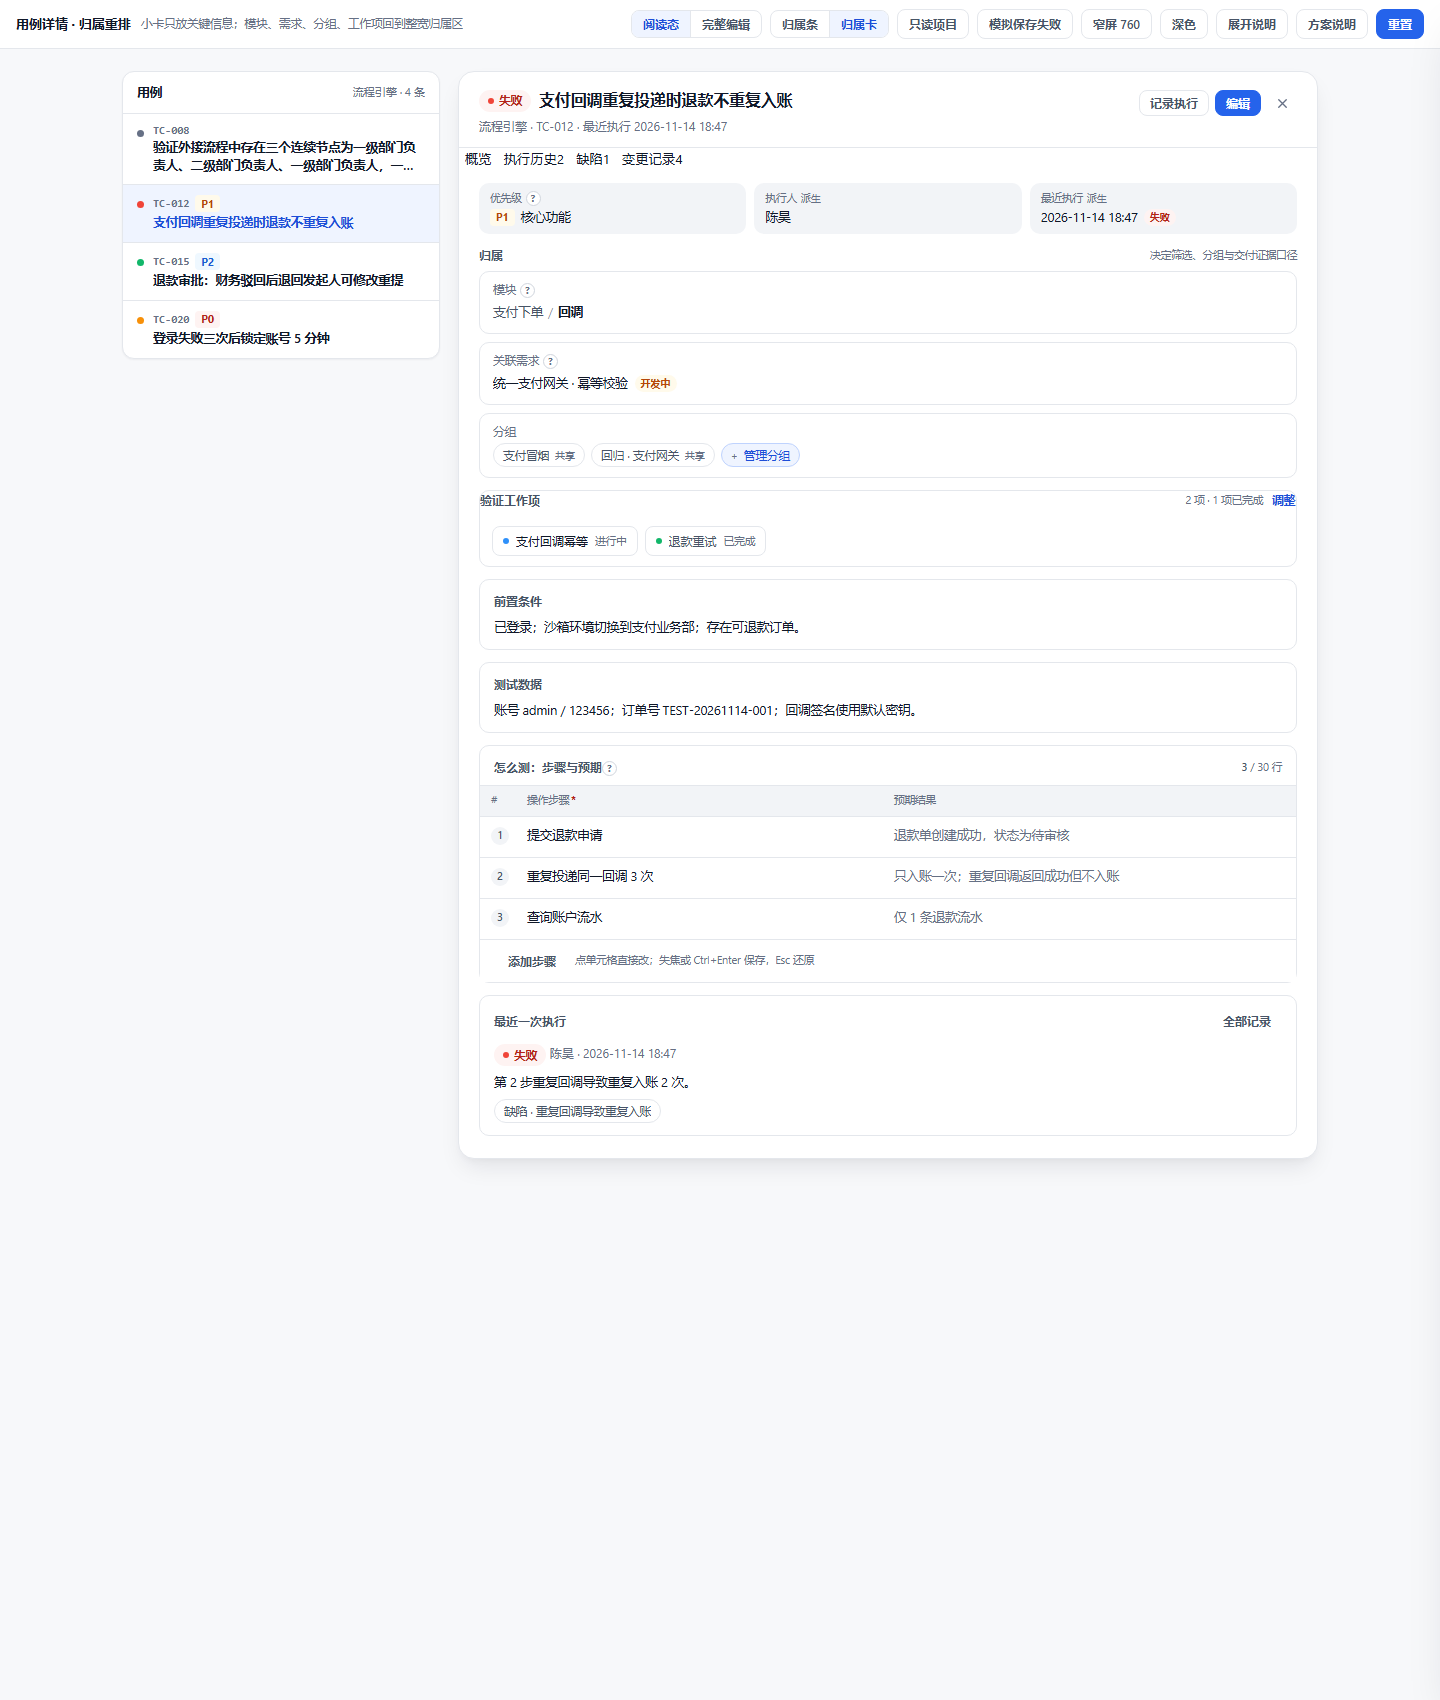 用例详情 · 归属重排 小卡只放关键信息；模块、需求、分组、工作项回到整宽归属区 阅读态 完整编辑 归属条 归属卡 只读项目 模拟保存失败 窄屏 760 深色 展开说明 方案说明 重置
用例 流程引擎 · 4 条
TC-008
验证外接流程中存在三个连续节点为一级部门负
责人、二级部门负责人、一级部门负责人，一...
TC-012 P1
支付回调重复投递时退款不重复入账
TC-015 P2
退款审批：财务驳回后退回发起人可修改重提
TC-020 P0
登录失败三次后锁定账号 5 分钟
失败 支付回调重复投递时退款不重复入账 记录执行 编辑 ×
流程引擎 · TC-012 · 最近执行 2026-11-14 18:47
概览 执行历史2 缺陷1 变更记录4
优先级 ?
P1 核心功能
执行人 派生
陈昊
最近执行 派生
2026-11-14 18:47 失败
归属 决定筛选、分组与交付证据口径
模块 ?
支付下单 / 回调
关联需求 ?
统一支付网关 · 幂等校验 开发中
分组
支付冒烟 共享 回归 · 支付网关 共享 + 管理分组
验证工作项 2 项 · 1 项已完成 调整
支付回调幂等 进行中 退款重试 已完成
前置条件
已登录；沙箱环境切换到支付业务部；存在可退款订单。
测试数据
账号 admin / 123456；订单号 TEST-20261114-001；回调签名使用默认密钥。
怎么测：步骤与预期 ? 3 / 30 行
# 操作步骤* 预期结果
1 提交退款申请 退款单创建成功，状态为待审核
2 重复投递同一回调 3 次 只入账一次；重复回调返回成功但不入账
3 查询账户流水 仅 1 条退款流水
添加步骤 点单元格直接改；失焦或 Ctrl+Enter 保存，Esc 还原
最近一次执行 全部记录
失败 陈昊 · 2026-11-14 18:47
第 2 步重复回调导致重复入账 2 次。
缺陷 · 重复回调导致重复入账